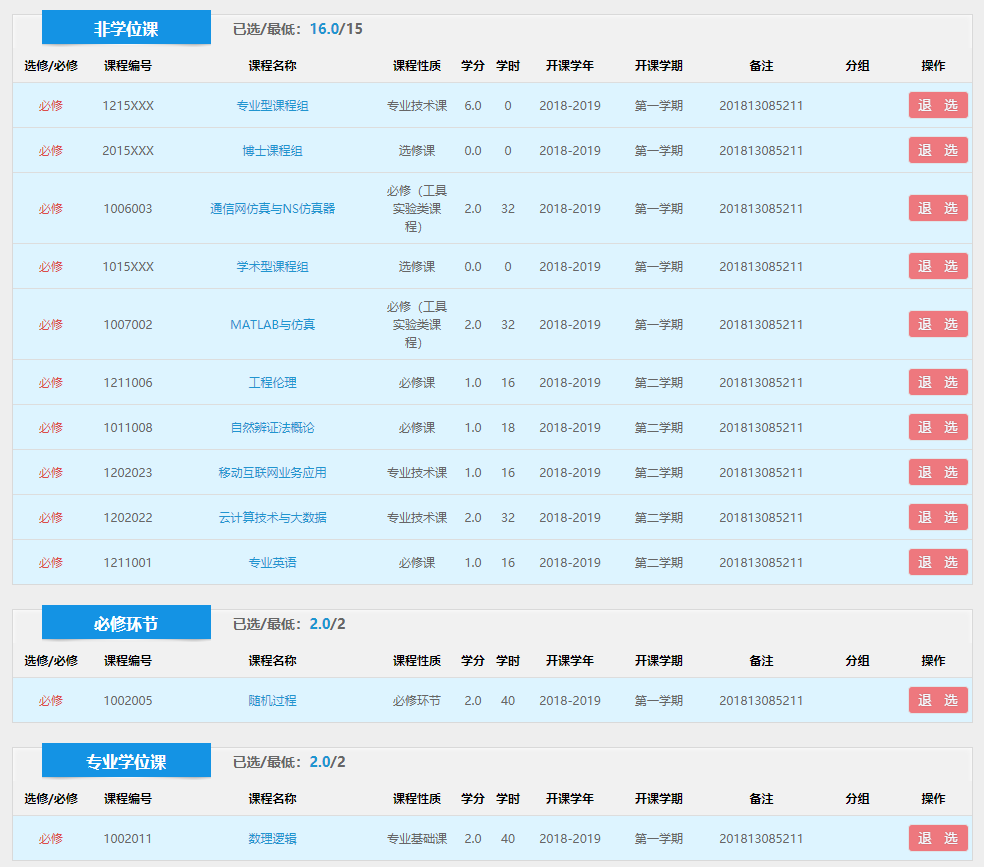 非学位课 已选/最低：16.0/15
选修/必修 课程编号 课程名称 课程性质 学分 学时 开课学年 开课学期 备注 分组 操作
必修 1215XXX 专业型课程组 专业技术课 6.0 0 2018-2019 第一学期 201813085211 退 选
必修 2015XXX 博士课程组 选修课 0.0 0 2018-2019 第一学期 201813085211 退 选
必修 1006003 通信网仿真与NS仿真器 必修（工具实验类课程） 2.0 32 2018-2019 第一学期 201813085211 退 选
必修 1015XXX 学术型课程组 选修课 0.0 0 2018-2019 第一学期 201813085211 退 选
必修 1007002 MATLAB与仿真 必修（工具实验类课程） 2.0 32 2018-2019 第一学期 201813085211 退 选
必修 1211006 工程伦理 必修课 1.0 16 2018-2019 第二学期 201813085211 退 选
必修 1011008 自然辨证法概论 必修课 1.0 18 2018-2019 第二学期 201813085211 退 选
必修 1202023 移动互联网业务应用 专业技术课 1.0 16 2018-2019 第二学期 201813085211 退 选
必修 1202022 云计算技术与大数据 专业技术课 2.0 32 2018-2019 第二学期 201813085211 退 选
必修 1211001 专业英语 必修课 1.0 16 2018-2019 第二学期 201813085211 退 选
必修环节 已选/最低：2.0/2
选修/必修 课程编号 课程名称 课程性质 学分 学时 开课学年 开课学期 备注 分组 操作
必修 1002005 随机过程 必修环节 2.0 40 2018-2019 第一学期 201813085211 退 选
专业学位课 已选/最低：2.0/2
选修/必修 课程编号 课程名称 课程性质 学分 学时 开课学年 开课学期 备注 分组 操作
必修 1002011 数理逻辑 专业基础课 2.0 40 2018-2019 第一学期 201813085211 退 选